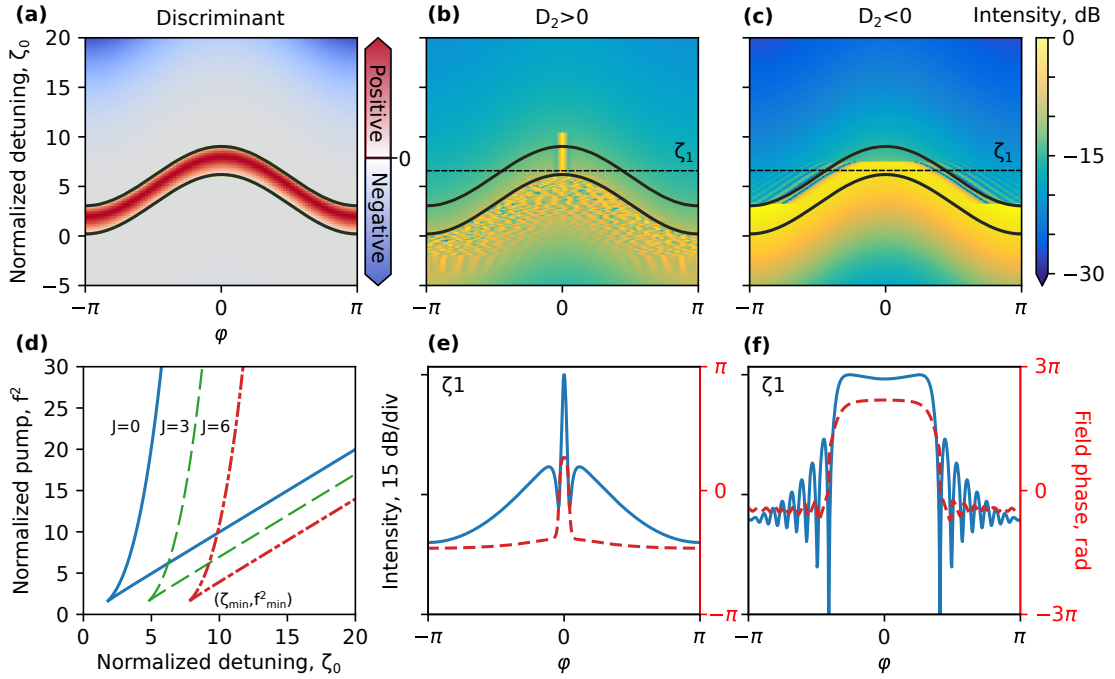 (a) Discriminant
(b) D₂>0
(c) D₂<0
Intensity, dB
Normalized detuning, ζ₀
20
15
10
5
0
−5
−π 0 π
φ
Positive
0
Negative
ζ₁
−π 0 π
ζ₁
−π 0 π
0
−15
−30
(d)
Normalized pump, f²
30
25
20
15
10
5
0
J=0 J=3 J=6
(ζmin,f²min)
0 5 10 15 20
Normalized detuning, ζ₀
(e)
ζ1
Intensity, 15 dB/div
π
0
−π
−π 0 π
φ
(f)
ζ1
3π
0
−3π
Field phase, rad
−π 0 π
φ